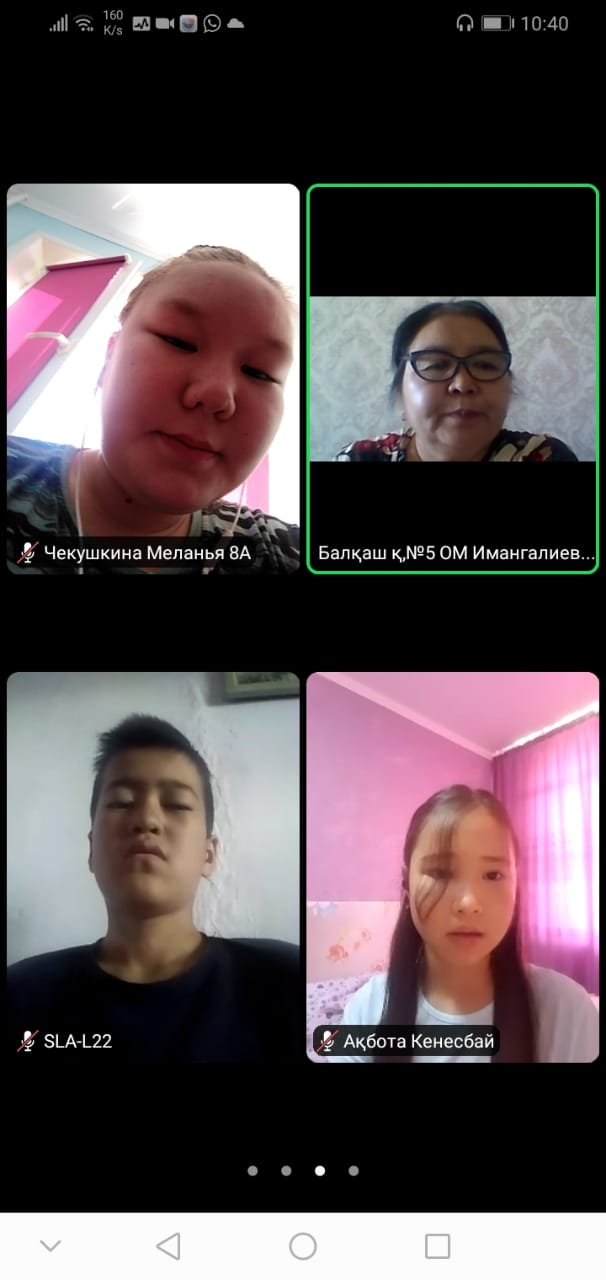 160
K/s
10:40
Чекушкина Меланья 8А
Балқаш қ,№5 ОМ Имангалиев...
SLA-L22
Ақбота Кенесбай